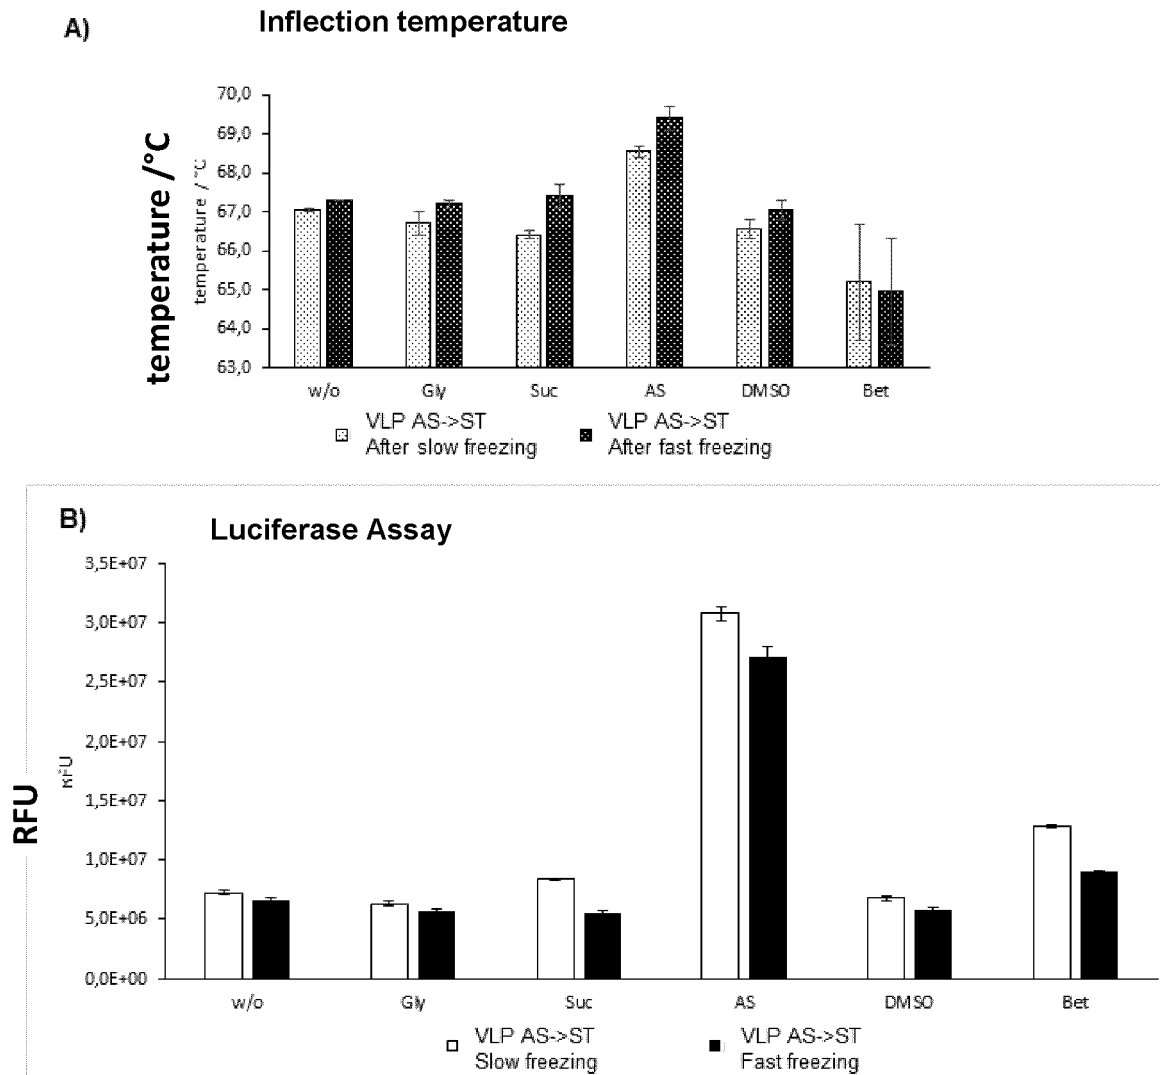 A)
Inflection temperature
temperature /°C
temperature / °C
70,0
69,0
68,0
67,0
66,0
65,0
64,0
63,0
w/o Gly Suc AS DMSO Bet
VLP AS->ST
After slow freezing
VLP AS->ST
After fast freezing
B)
Luciferase Assay
RFU
RFU
3,5E+07
3,0E+07
2,5E+07
2,0E+07
1,5E+07
1,0E+07
5,0E+06
0,0E+00
w/o Gly Suc AS DMSO Bet
VLP AS->ST
Slow freezing
VLP AS->ST
Fast freezing